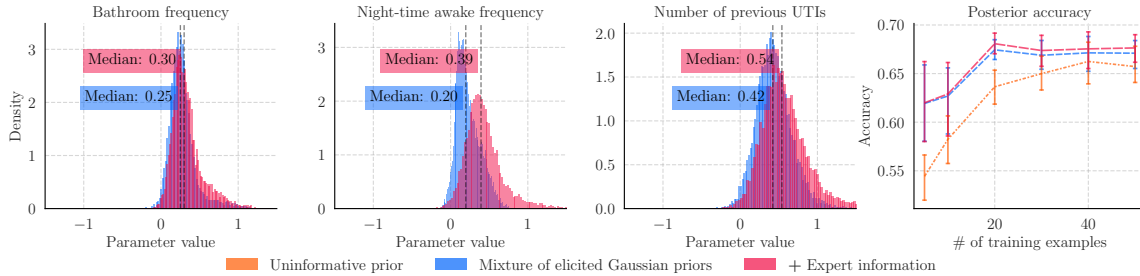 Bathroom frequency
Density
3
2
1
0
Median: 0.30
Median: 0.25
−1
0
1
Parameter value
Night-time awake frequency
3
2
1
0
Median: 0.39
Median: 0.20
−1
0
1
Parameter value
Number of previous UTIs
2.0
1.5
1.0
0.5
0.0
Median: 0.54
Median: 0.42
−1
0
1
Parameter value
Posterior accuracy
Accuracy
0.70
0.65
0.60
0.55
20
40
# of training examples
Uninformative prior
Mixture of elicited Gaussian priors
+ Expert information